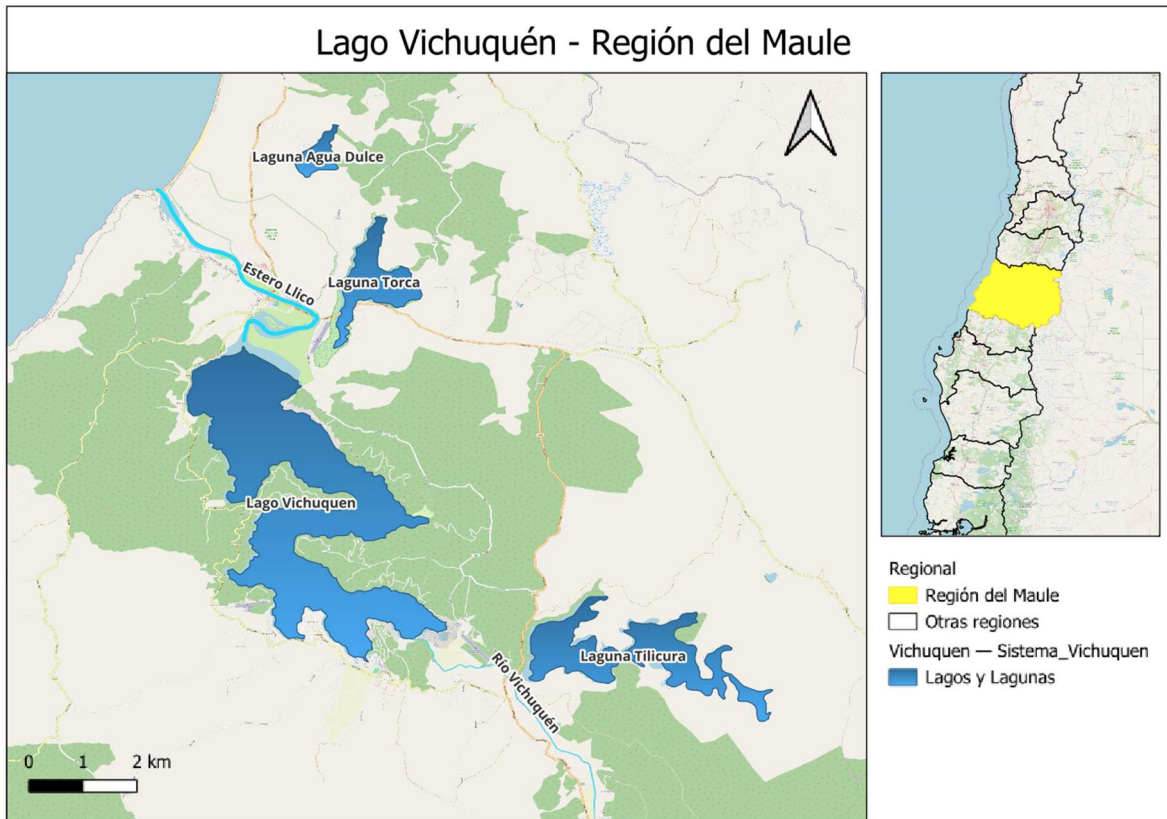 Lago Vichuquén - Región del Maule
Laguna Agua Dulce
Estero Llico
Laguna Torca
Lago Vichuquen
Laguna Tilicura
Río Vichuquén
0 1 2 km
Regional
Región del Maule
Otras regiones
Vichuquen — Sistema_Vichuquen
Lagos y Lagunas